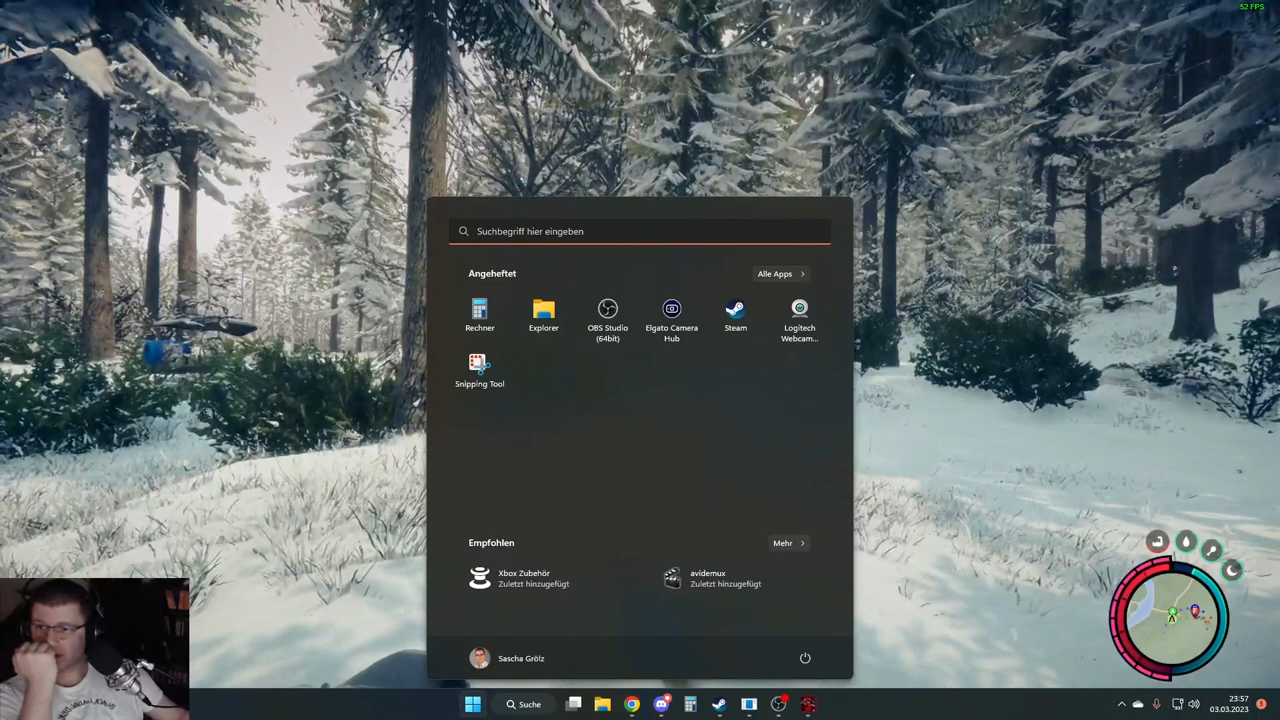 52 FPS
Suchbegriff hier eingeben
Angeheftet
Alle Apps
Rechner
Explorer
OBS Studio
(64bit)
Elgato Camera
Hub
Steam
Logitech
Webcam...
Snipping Tool
Empfohlen
Mehr
Xbox Zubehör
Zuletzt hinzugefügt
avidemux
Zuletzt hinzugefügt
Sascha Grölz
Suche
23:57
03.03.2023
3